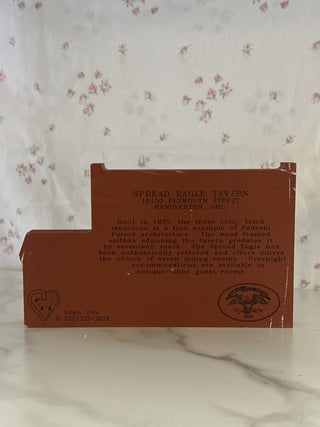 SPREAD EAGLE TAVERN
10150 PLYMOUTH STREET
HANOVERTON, OHIO
Built in 1837, the three story brick
structure is a fine example of Federal
Period architecture. The wood framed
saltbox adjoining the tavern predates it
by seventeen years. The Spread Eagle has
been authentically restored and offers diners
the choice of seven dining rooms. Overnight
accommodations are available in
antique-filled guest rooms.
Salem, Ohio
© 330/332-2029